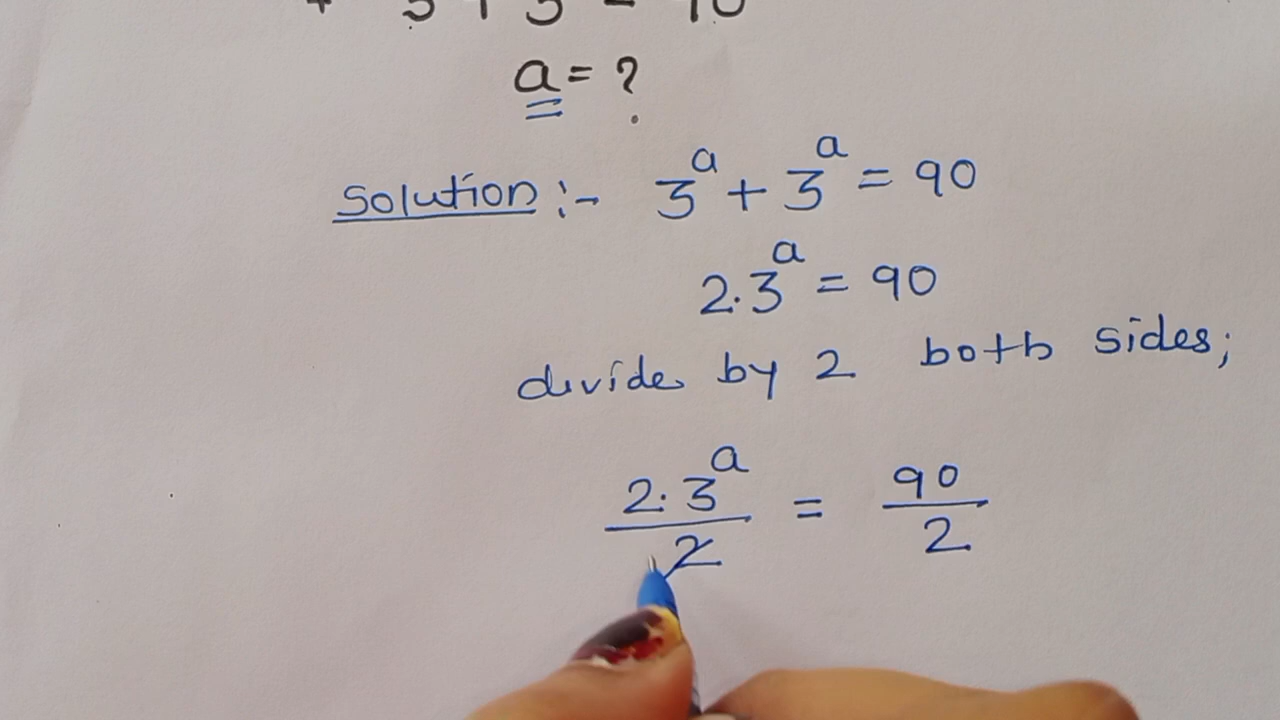 a = ?
Solution :- 3^a + 3^a = 90
2.3^a = 90
divide by 2 both sides;
2.3^a / 2 = 90 / 2